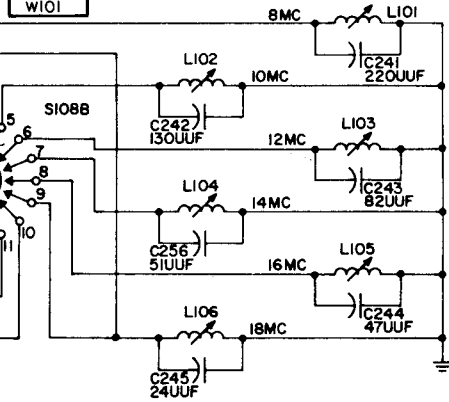 W101
8MC
L101
C241
220UUF
L102
10MC
C242
130UUF
S108B
5
6
7
8
9
10
11
12MC
L103
C243
82UUF
L104
14MC
C256
51UUF
L105
16MC
C244
47UUF
L106
18MC
C245
24UUF